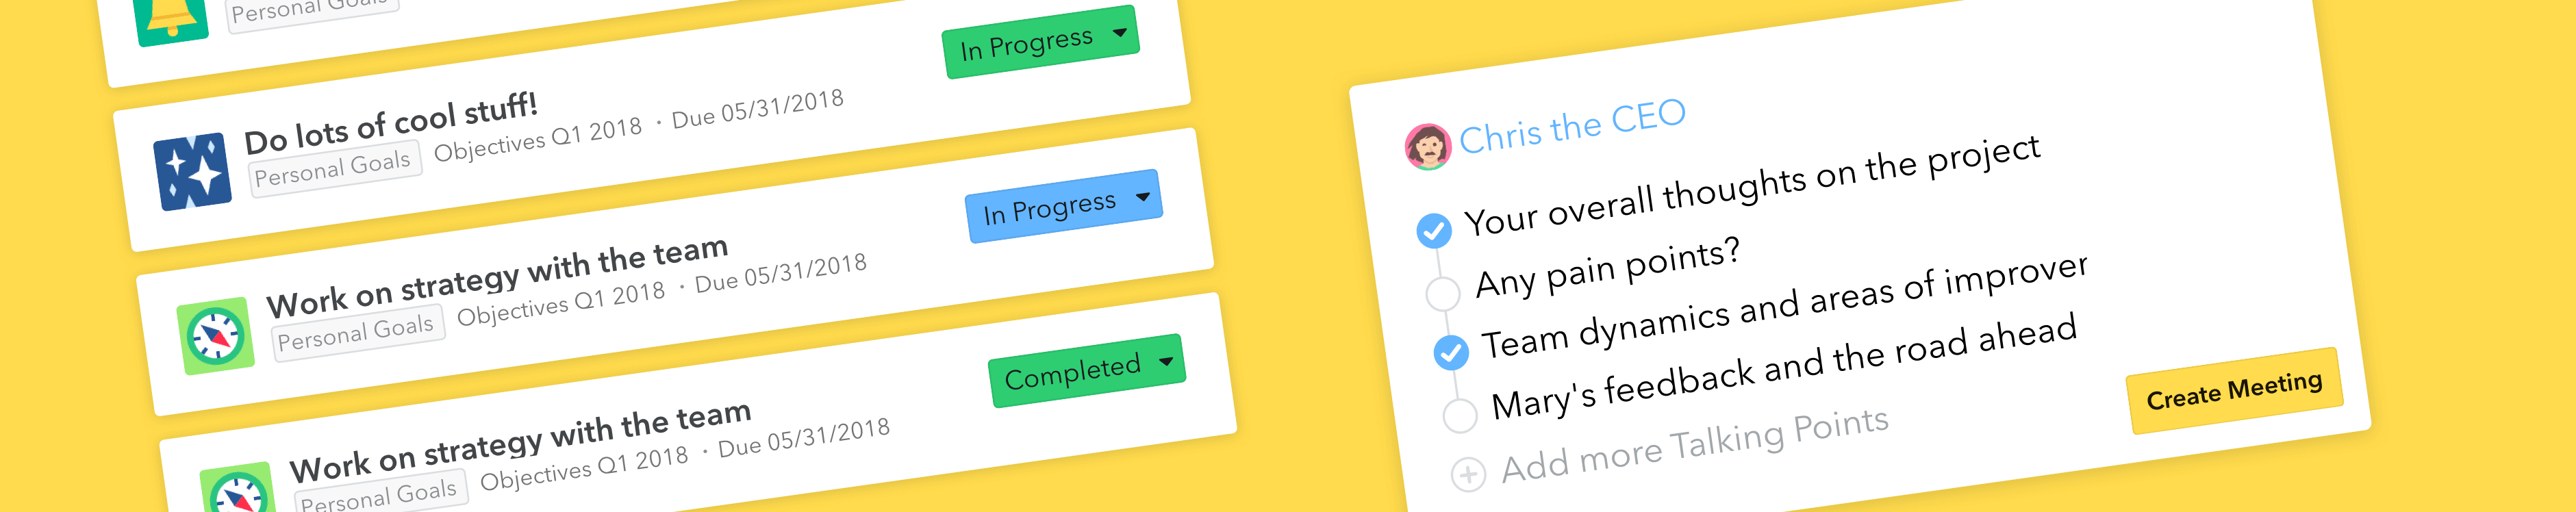 Personal Goals
In Progress
Do lots of cool stuff!
Personal Goals Objectives Q1 2018 · Due 05/31/2018
In Progress
Work on strategy with the team
Personal Goals Objectives Q1 2018 · Due 05/31/2018
Completed
Work on strategy with the team
Personal Goals Objectives Q1 2018 · Due 05/31/2018
Chris the CEO
Your overall thoughts on the project
Any pain points?
Team dynamics and areas of improver
Mary's feedback and the road ahead
Add more Talking Points
Create Meeting